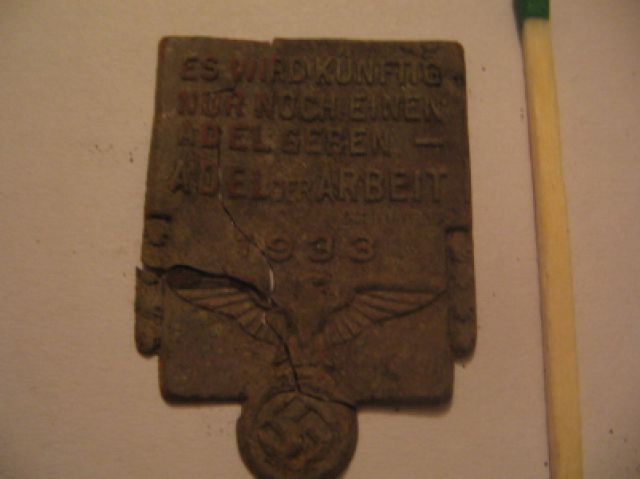 ES WIRD KÜNFTIG
NUR NOCH EINEN
ADEL GEBEN —
ADEL DER ARBEIT
1933